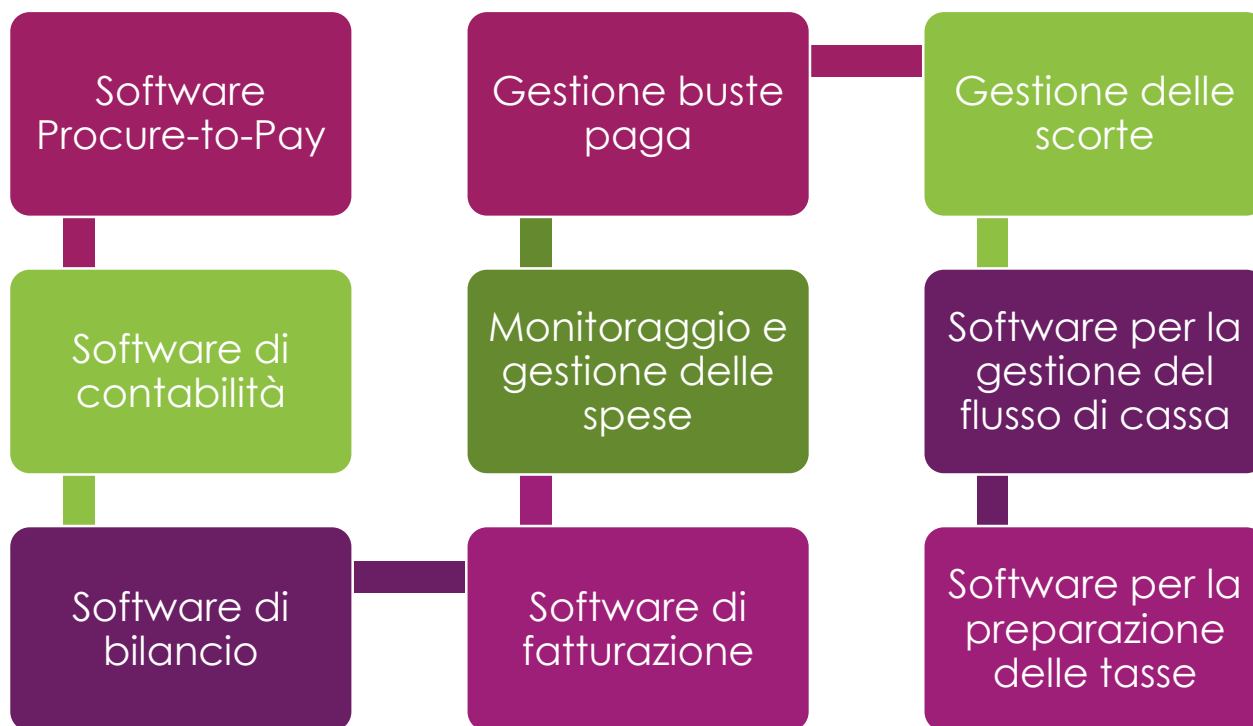 Software
Procure-to-Pay
Software di
contabilità
Software di
bilancio
Software di
fatturazione
Monitoraggio e
gestione delle
spese
Gestione buste
paga
Gestione delle
scorte
Software per la
gestione del
flusso di cassa
Software per la
preparazione
delle tasse